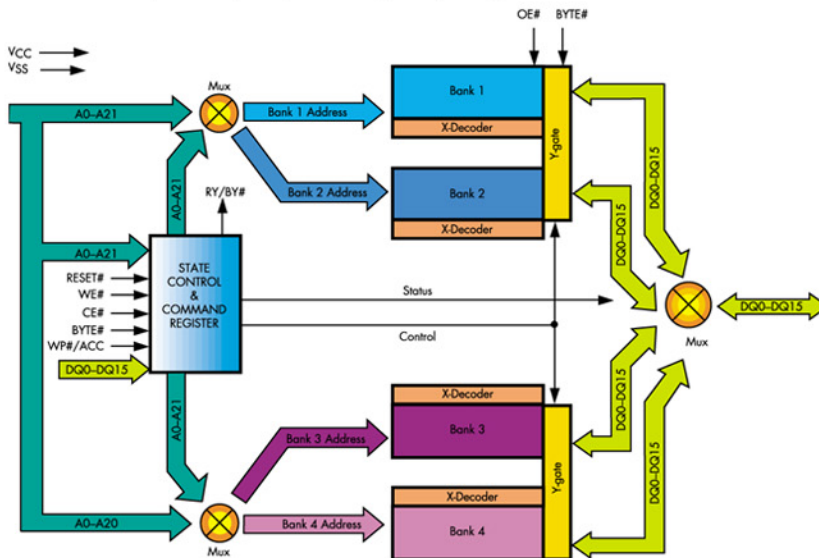 OE# BYTE#
VCC
VSS
Mux
A0–A21
Bank 1 Address
Bank 1
X-Decoder
Y-gate
DQ0–DQ15
A0–A21
RY/BY#
Bank 2 Address
Bank 2
X-Decoder
DQ0–DQ15
A0–A21
RESET#
WE#
CE#
BYTE#
WP#/ACC
DQ0–DQ15
STATE
CONTROL
&
COMMAND
REGISTER
Status
Control
DQ0–DQ15
Mux
A0–A21
X-Decoder
Bank 3 Address
Bank 3
Y-gate
DQ0–DQ15
DQ0–DQ15
X-Decoder
A0–A20
Bank 4 Address
Bank 4
Mux